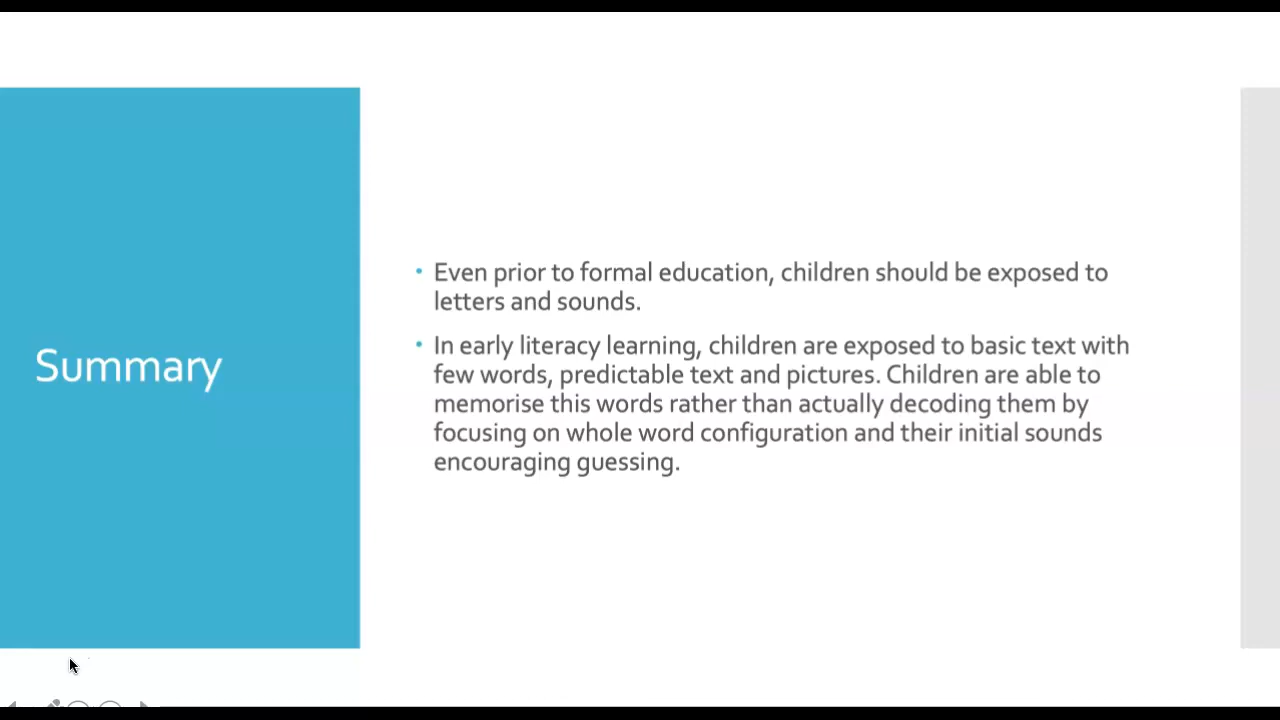 Summary
• Even prior to formal education, children should be exposed to
letters and sounds.
• In early literacy learning, children are exposed to basic text with
few words, predictable text and pictures. Children are able to
memorise this words rather than actually decoding them by
focusing on whole word configuration and their initial sounds
encouraging guessing.